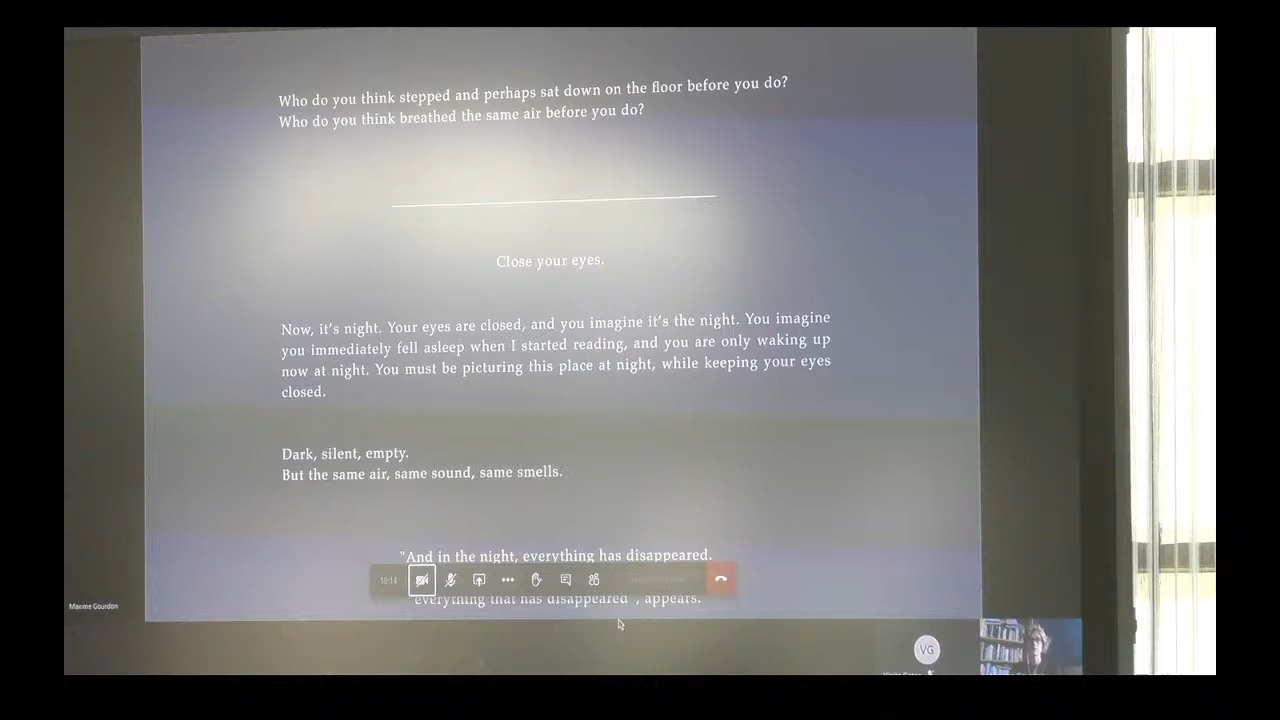 Who do you think stepped and perhaps sat down on the floor before you do?
Who do you think breathed the same air before you do?
Close your eyes.
Now, it's night. Your eyes are closed, and you imagine it's the night. You imagine
you immediately fell asleep when I started reading, and you are only waking up
now at night. You must be picturing this place at night, while keeping your eyes
closed.
Dark, silent, empty.
But the same air, same sound, same smells.
"And in the night, everything has disappeared.
19:14
everything that has disappeared", appears.
Maxime Gourdon
VG